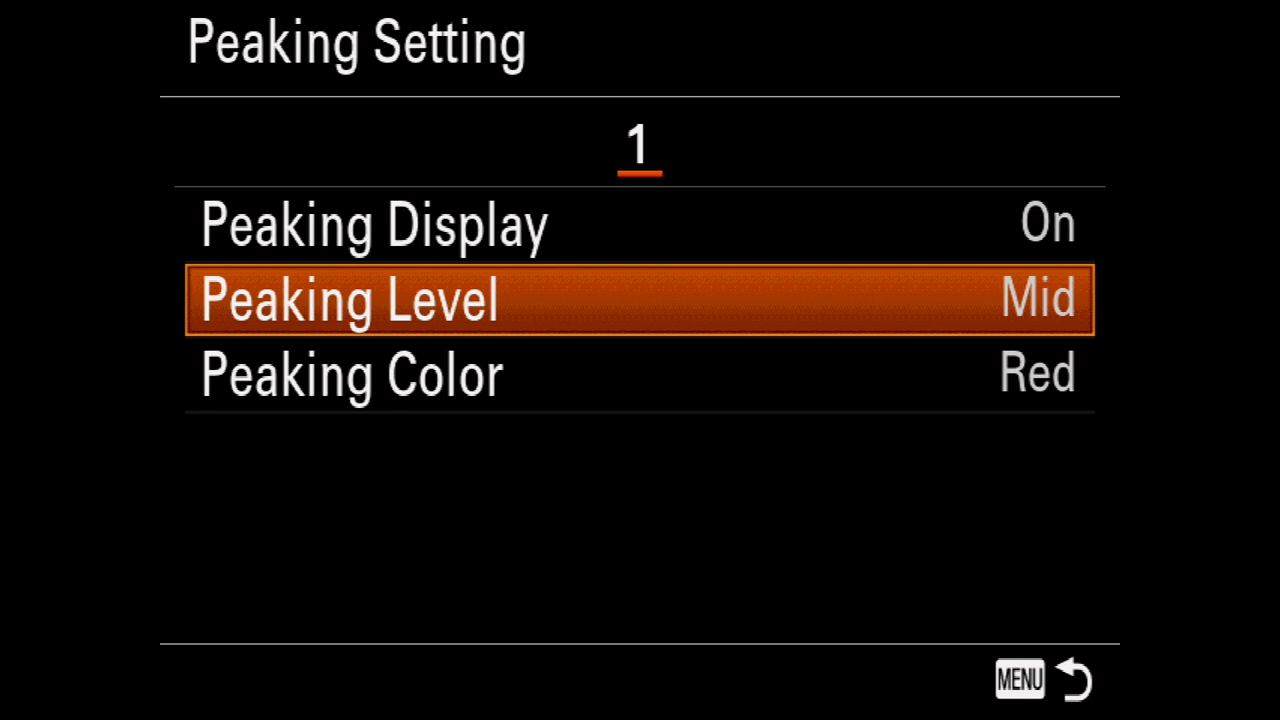 Peaking Setting
1
Peaking Display On
Peaking Level Mid
Peaking Color Red
MENU